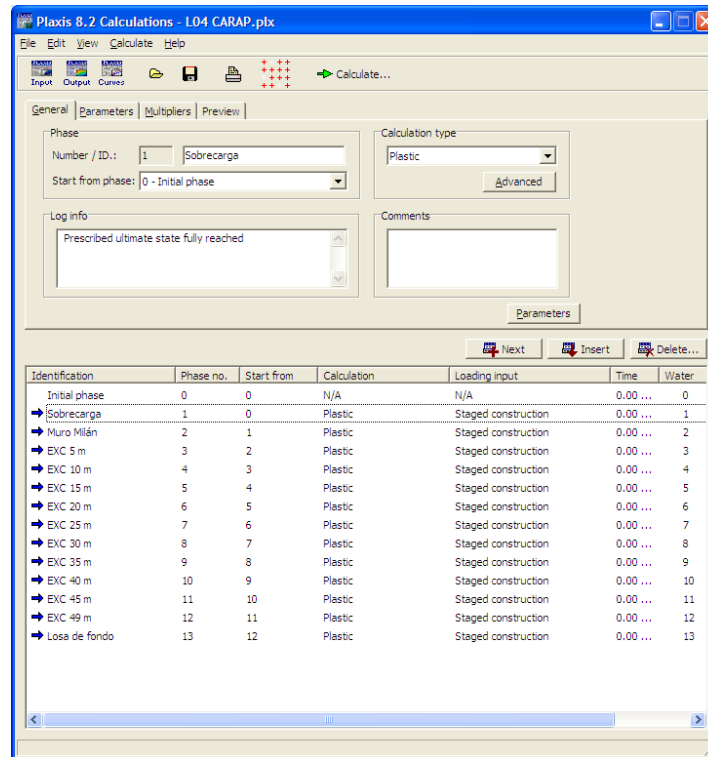 Plaxis 8.2 Calculations - L04 CARAP.plx
File Edit View Calculate Help
Input Output Curves Calculate...
General Parameters Multipliers Preview
Phase Calculation type
Number / ID.: 1 Sobrecarga Plastic
Start from phase: 0 - Initial phase Advanced
Log info Comments
Prescribed ultimate state fully reached
Parameters
Next Insert Delete...
Identification Phase no. Start from Calculation Loading input Time Water
Initial phase 0 0 N/A N/A 0.00 ... 0
Sobrecarga 1 0 Plastic Staged construction 0.00 ... 1
Muro Milán 2 1 Plastic Staged construction 0.00 ... 2
EXC 5 m 3 2 Plastic Staged construction 0.00 ... 3
EXC 10 m 4 3 Plastic Staged construction 0.00 ... 4
EXC 15 m 5 4 Plastic Staged construction 0.00 ... 5
EXC 20 m 6 5 Plastic Staged construction 0.00 ... 6
EXC 25 m 7 6 Plastic Staged construction 0.00 ... 7
EXC 30 m 8 7 Plastic Staged construction 0.00 ... 8
EXC 35 m 9 8 Plastic Staged construction 0.00 ... 9
EXC 40 m 10 9 Plastic Staged construction 0.00 ... 10
EXC 45 m 11 10 Plastic Staged construction 0.00 ... 11
EXC 49 m 12 11 Plastic Staged construction 0.00 ... 12
Losa de fondo 13 12 Plastic Staged construction 0.00 ... 13